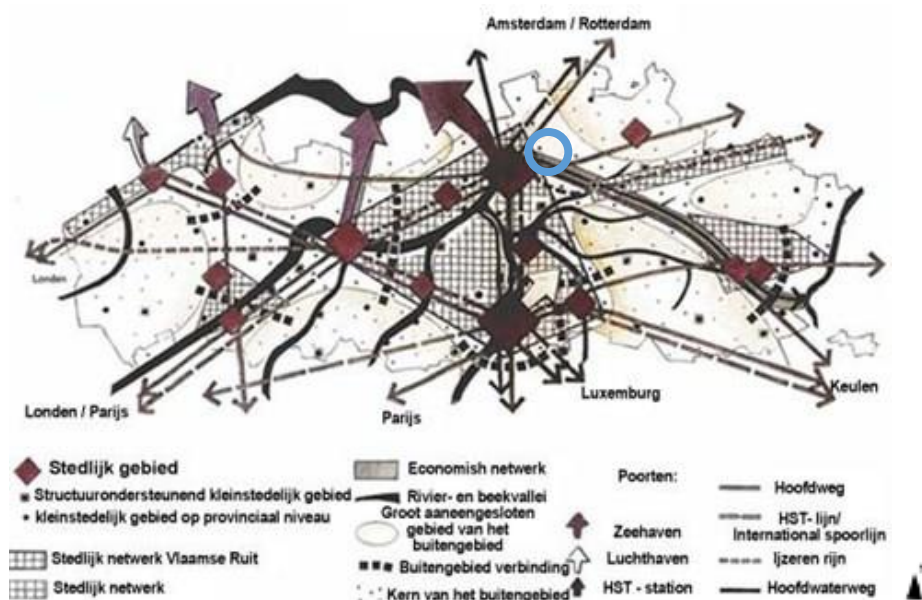 Amsterdam / Rotterdam
Londen
Londen / Parijs
Parijs
Luxemburg
Keulen
Stedlijk gebied
Structuurondersteunend kleinstedelijk gebied
kleinstedelijk gebied op provinciaal niveau
Stedlijk netwerk Vlaamse Ruit
Stedlijk netwerk
Economish netwerk
Rivier- en beekvallei
Groot aaneengesloten
gebied van het
buitengebied
Buitengebied verbinding
Kern van het buitengebied
Poorten:
Zeehaven
Luchthaven
HST - station
Hoofdweg
HST- lijn/
International spoorlijn
Ijzeren rijn
Hoofdwaterweg